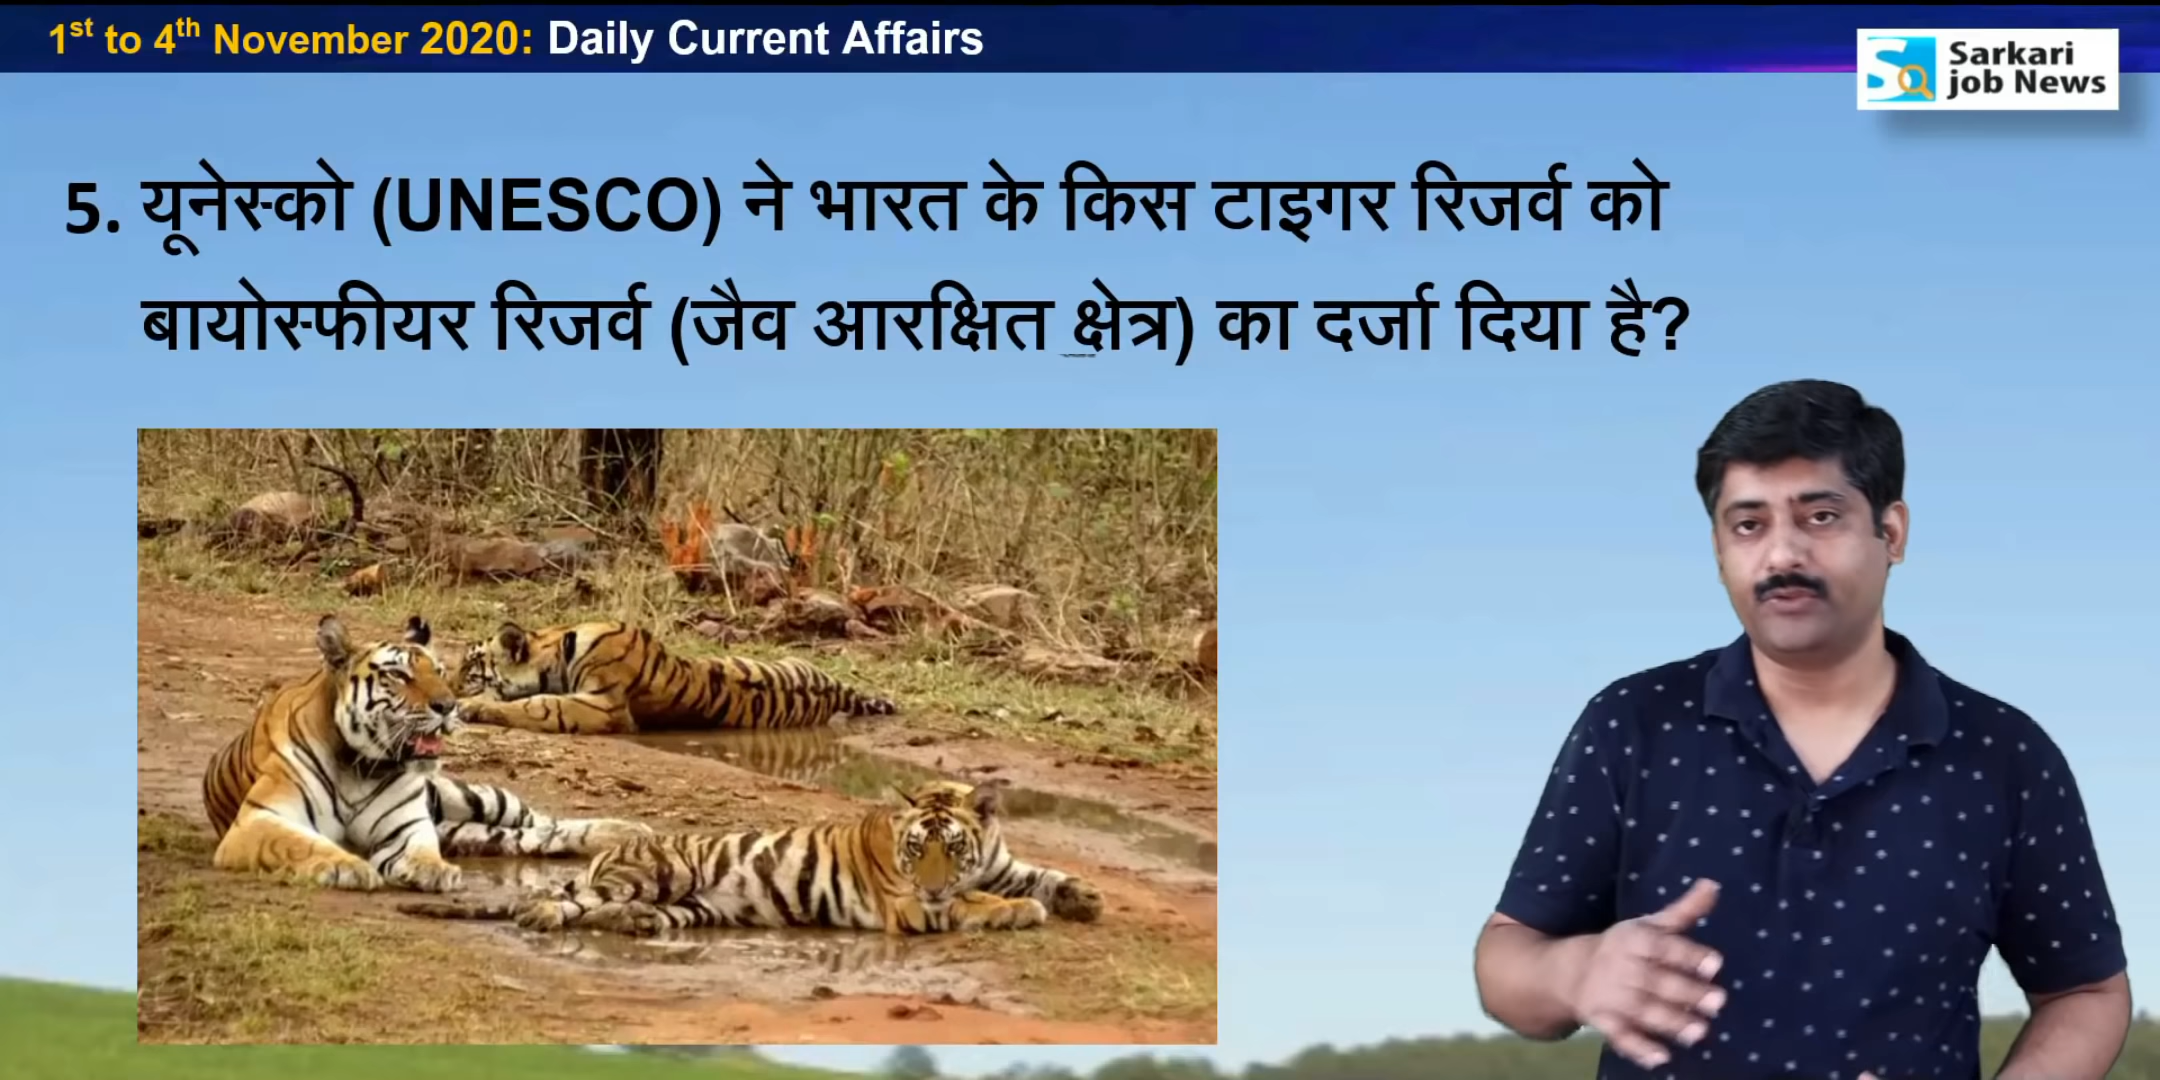 1st to 4th November 2020: Daily Current Affairs
Sarkari
job News
5. यूनेस्को (UNESCO) ने भारत के किस टाइगर रिजर्व को
बायोस्फीयर रिजर्व (जैव आरक्षित क्षेत्र) का दर्जा दिया है?